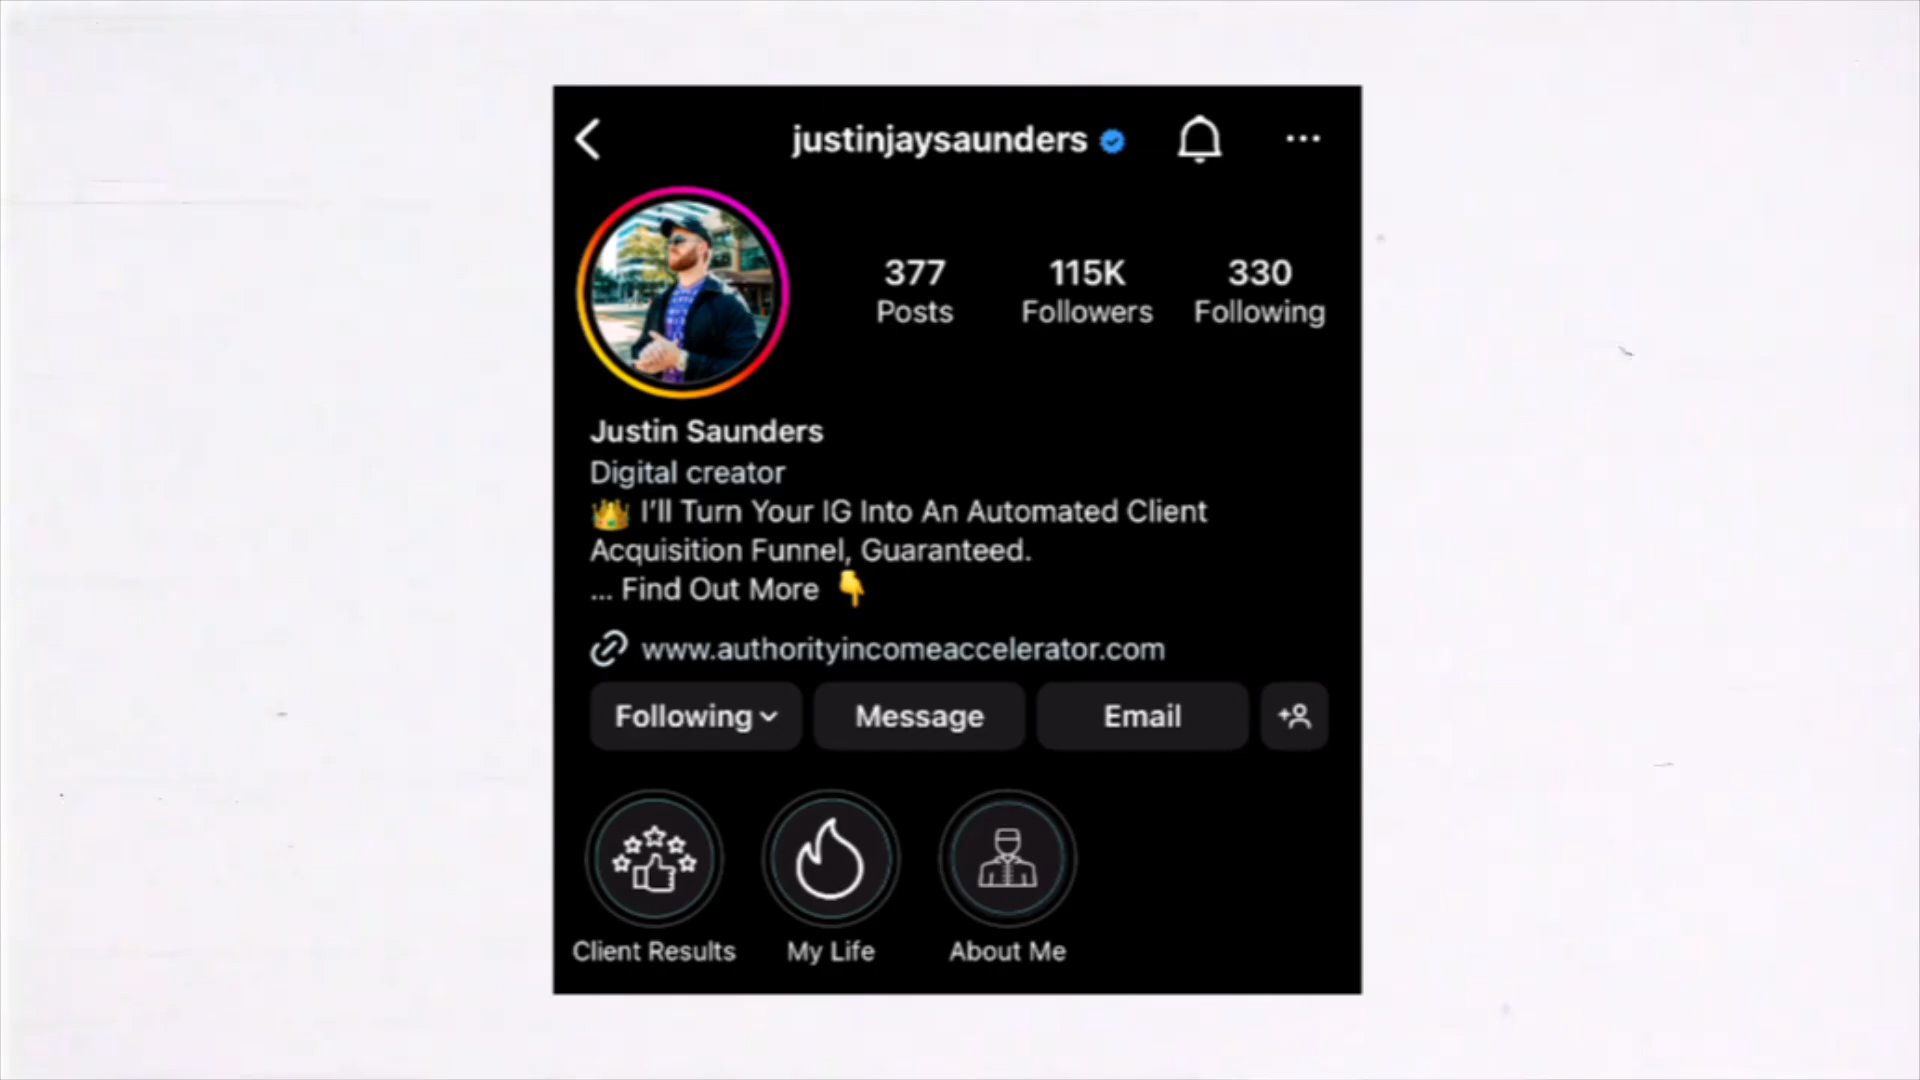 justinjaysaunders
377 115K 330
Posts Followers Following
Justin Saunders
Digital creator
👑 I'll Turn Your IG Into An Automated Client
Acquisition Funnel, Guaranteed.
... Find Out More 👇
www.authorityincomeaccelerator.com
Following Message Email
Client Results My Life About Me